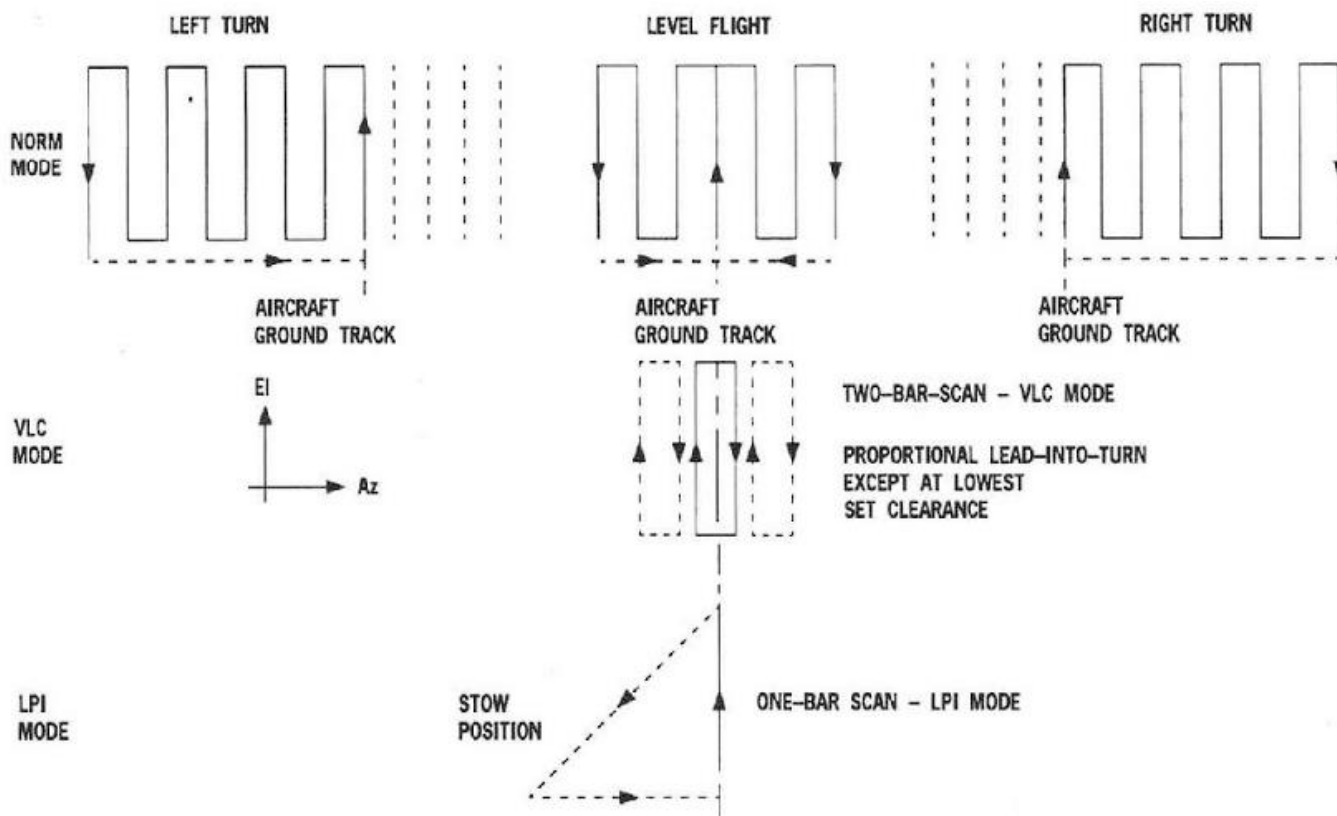 LEFT TURN
LEVEL FLIGHT
RIGHT TURN
NORM
MODE
AIRCRAFT
GROUND TRACK
AIRCRAFT
GROUND TRACK
AIRCRAFT
GROUND TRACK
VLC
MODE
El
Az
TWO-BAR-SCAN - VLC MODE
PROPORTIONAL LEAD-INTO-TURN
EXCEPT AT LOWEST
SET CLEARANCE
LPI
MODE
STOW
POSITION
ONE-BAR SCAN - LPI MODE